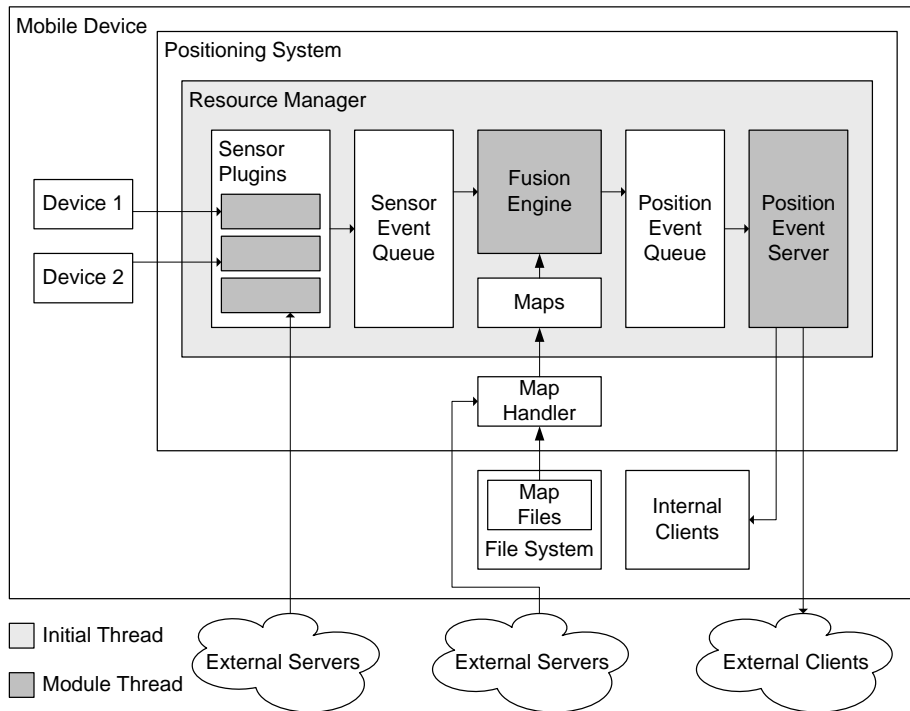 Mobile Device
Positioning System
Resource Manager
Sensor
Plugins
Sensor
Event
Queue
Fusion
Engine
Position
Event
Queue
Position
Event
Server
Device 1
Device 2
Maps
Map
Handler
Map
Files
File System
Internal
Clients
Initial Thread
Module Thread
External Servers
External Servers
External Clients